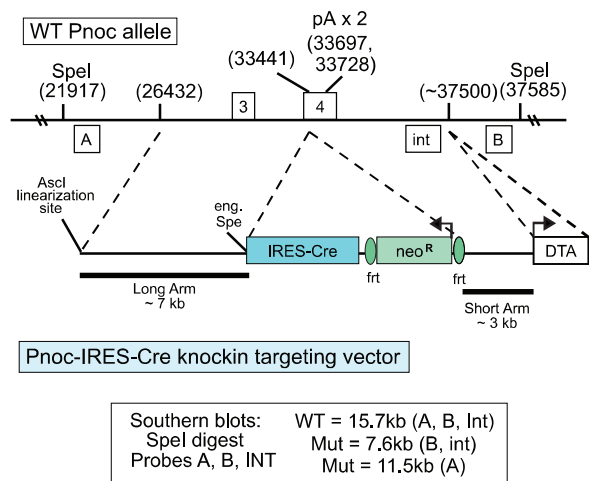 WT Pnoc allele
pA x 2
(33697,
33728)
SpeI
(21917)
(26432)
(33441)
(~37500)
SpeI
(37585)
3
4
A
int
B
AscI
linearization
site
eng.
Spe
IRES-Cre
neo R
DTA
frt
frt
Long Arm
~ 7 kb
Short Arm
~ 3 kb
Pnoc-IRES-Cre knockin targeting vector
Southern blots: WT = 15.7kb (A, B, Int)
SpeI digest Mut = 7.6kb (B, int)
Probes A, B, INT Mut = 11.5kb (A)